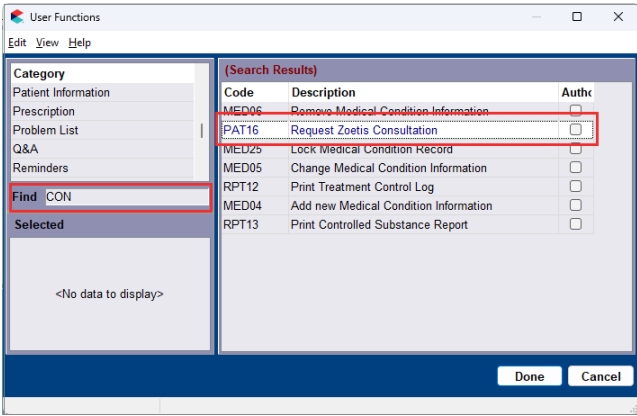 User Functions
Edit View Help
Category
Patient Information
Prescription
Problem List
Q&A
Reminders
Find CON
Selected
<No data to display>
(Search Results)
Code Description Autho
MED06 Remove Medical Condition Information
PAT16 Request Zoetis Consultation
MED25 Lock Medical Condition Record
MED05 Change Medical Condition Information
RPT12 Print Treatment Control Log
MED04 Add new Medical Condition Information
RPT13 Print Controlled Substance Report
Done Cancel